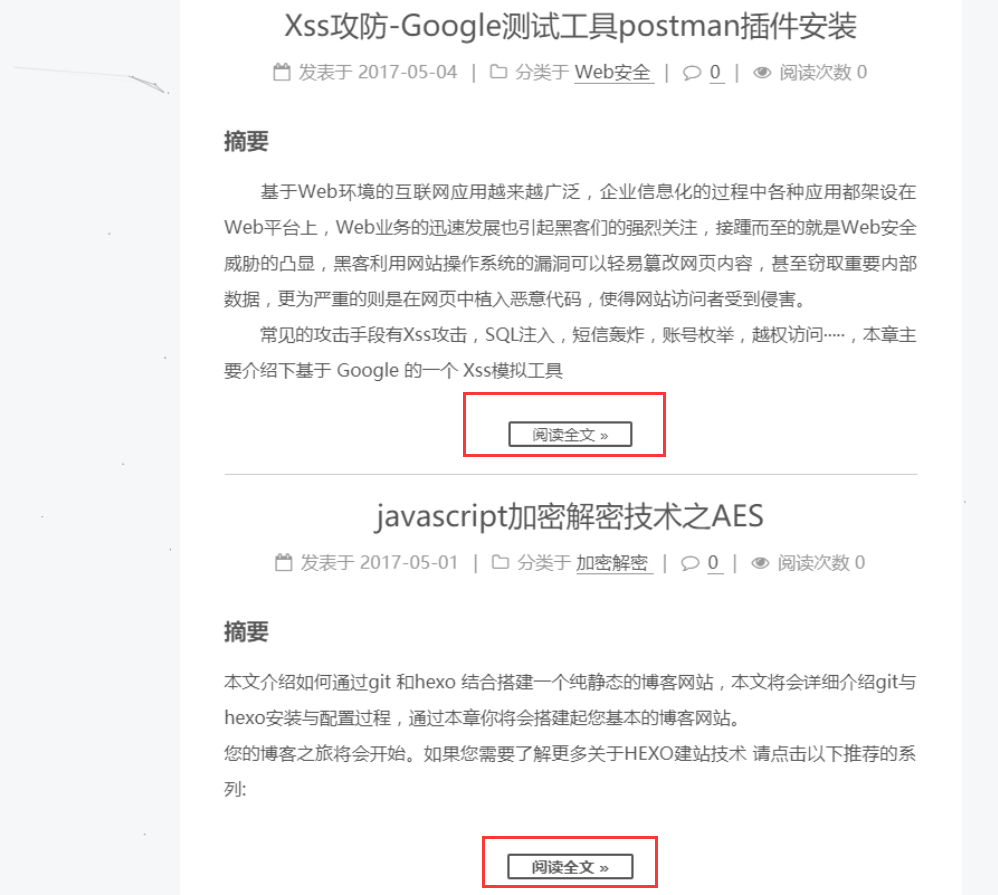 Xss攻防-Google测试工具postman插件安装
发表于 2017-05-04 | 分类于 Web安全 | 0 | 阅读次数 0
摘要
基于Web环境的互联网应用越来越广泛，企业信息化的过程中各种应用都架设在
Web平台上，Web业务的迅速发展也引起黑客们的强烈关注，接踵而至的就是Web安全
威胁的凸显，黑客利用网站操作系统的漏洞可以轻易篡改网页内容，甚至窃取重要内部
数据，更为严重的则是在网页中植入恶意代码，使得网站访问者受到侵害。
常见的攻击手段有Xss攻击，SQL注入，短信轰炸，账号枚举，越权访问·····，本章主
要介绍下基于 Google 的一个 Xss模拟工具
阅读全文 »
javascript加密解密技术之AES
发表于 2017-05-01 | 分类于 加密解密 | 0 | 阅读次数 0
摘要
本文介绍如何通过git 和hexo 结合搭建一个纯静态的博客网站，本文将会详细介绍git与
hexo安装与配置过程，通过本章你将会搭建起您基本的博客网站。
您的博客之旅将会开始。如果您需要了解更多关于HEXO建站技术 请点击以下推荐的系
列:
阅读全文 »